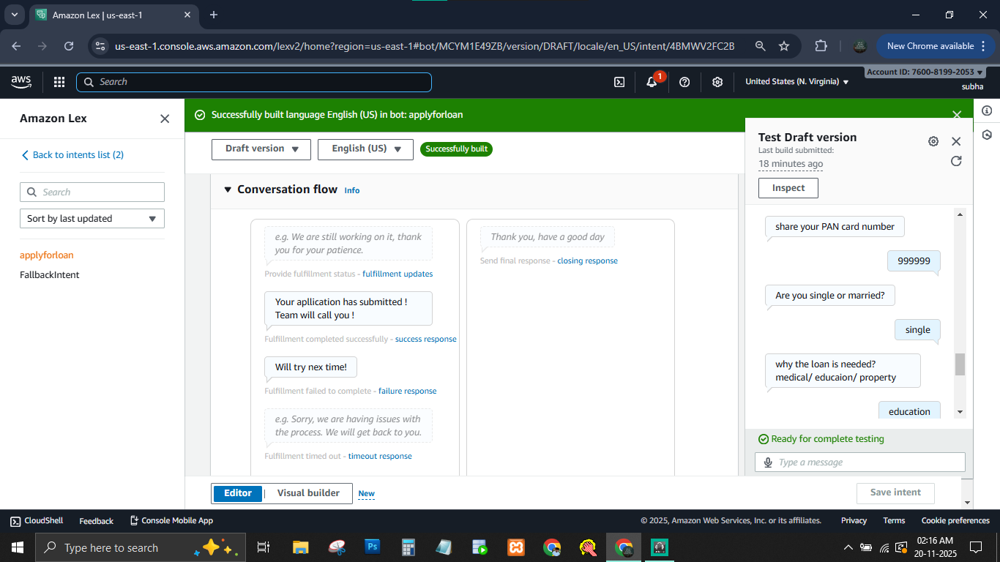 Amazon Lex | us-east-1
us-east-1.console.aws.amazon.com/lexv2/home?region=us-east-1#bot/MCYM1E49ZB/version/DRAFT/locale/en_US/intent/4BMWV2FC2B
New Chrome available
aws
Search
1
United States (N. Virginia)
Account ID: 7600-8199-2053
subha
Amazon Lex
Back to intents list (2)
Search
Sort by last updated
applyforloan
FallbackIntent
Successfully built language English (US) in bot: applyforloan
Draft version
English (US)
Successfully built
Conversation flow Info
e.g. We are still working on it, thank
you for your patience.
Provide fulfillment status - fulfillment updates
Your apllication has submitted !
Team will call you !
Fulfillment completed successfully - success response
Will try nex time!
Fulfillment failed to complete - failure response
e.g. Sorry, we are having issues with
the process. We will get back to you.
Fulfillment timed out - timeout response
Thank you, have a good day
Send final response - closing response
Editor
Visual builder
New
Save intent
Test Draft version
Last build submitted:
18 minutes ago
Inspect
share your PAN card number
999999
Are you single or married?
single
why the loan is needed?
medical/ educaion/ property
education
Ready for complete testing
Type a message
CloudShell
Feedback
Console Mobile App
© 2025, Amazon Web Services, Inc. or its affiliates.
Privacy
Terms
Cookie preferences
Type here to search
Ps
02:16 AM
20-11-2025